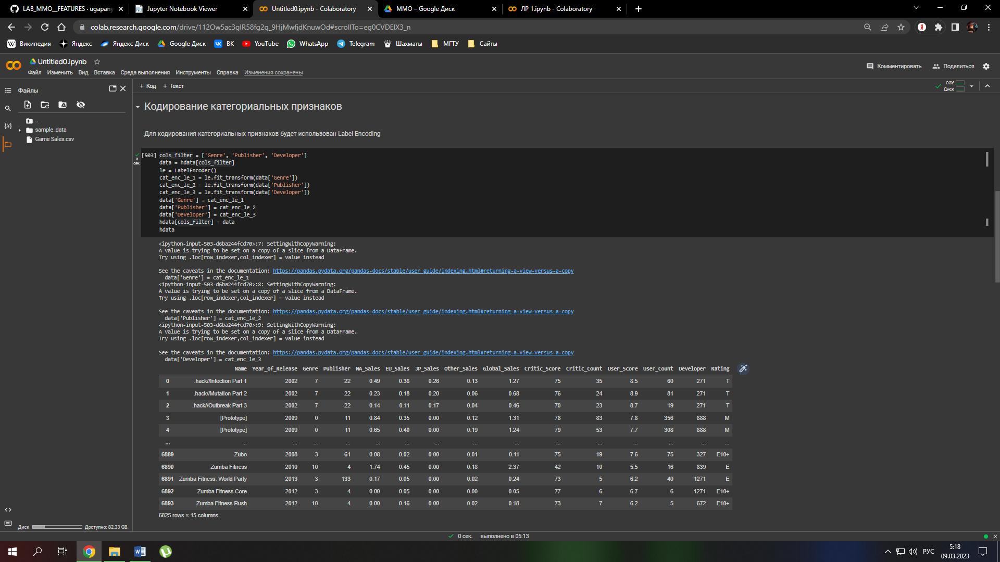 LAB_MMO__FEATURES - ugapany
Jupyter Notebook Viewer
Untitled0.ipynb - Colaboratory
ММО – Google Диск
ЛР 1.ipynb - Colaboratory
colab.research.google.com/drive/112Ow5ac3glR58fg2q_9HjMwfjdKnuwOd#scrollTo=eg0CVDElX3_n
Википедия
Яндекс
Яндекс Диск
Google Диск
ВК
YouTube
WhatsApp
Telegram
Шахматы
МГТУ
Сайты
Untitled0.ipynb
Файл Изменить Вид Вставка Среда выполнения Инструменты Справка Изменения сохранены
Комментировать
Поделиться
Файлы
+ Код + Текст
ОЗУ
Диск
..
sample_data
Game Sales.csv
Кодирование категориальных признаков
Для кодирования категориальных признаков будет использован Label Encoding
0
сек.
[503] cols_filter = ['Genre', 'Publisher', 'Developer']
data = hdata[cols_filter]
le = LabelEncoder()
cat_enc_le_1 = le.fit_transform(data['Genre'])
cat_enc_le_2 = le.fit_transform(data['Publisher'])
cat_enc_le_3 = le.fit_transform(data['Developer'])
data['Genre'] = cat_enc_le_1
data['Publisher'] = cat_enc_le_2
data['Developer'] = cat_enc_le_3
hdata[cols_filter] = data
hdata
<ipython-input-503-d6ba244fcd70>:7: SettingWithCopyWarning:
A value is trying to be set on a copy of a slice from a DataFrame.
Try using .loc[row_indexer,col_indexer] = value instead
See the caveats in the documentation: https://pandas.pydata.org/pandas-docs/stable/user_guide/indexing.html#returning-a-view-versus-a-copy
data['Genre'] = cat_enc_le_1
<ipython-input-503-d6ba244fcd70>:8: SettingWithCopyWarning:
A value is trying to be set on a copy of a slice from a DataFrame.
Try using .loc[row_indexer,col_indexer] = value instead
See the caveats in the documentation: https://pandas.pydata.org/pandas-docs/stable/user_guide/indexing.html#returning-a-view-versus-a-copy
data['Publisher'] = cat_enc_le_2
<ipython-input-503-d6ba244fcd70>:9: SettingWithCopyWarning:
A value is trying to be set on a copy of a slice from a DataFrame.
Try using .loc[row_indexer,col_indexer] = value instead
See the caveats in the documentation: https://pandas.pydata.org/pandas-docs/stable/user_guide/indexing.html#returning-a-view-versus-a-copy
data['Developer'] = cat_enc_le_3
Name Year_of_Release Genre Publisher NA_Sales EU_Sales JP_Sales Other_Sales Global_Sales Critic_Score Critic_Count User_Score User_Count Developer Rating
0 .hack//Infection Part 1 2002 7 22 0.49 0.38 0.26 0.13 1.27 75 35 8.5 60 271 T
1 .hack//Mutation Part 2 2002 7 22 0.23 0.18 0.20 0.06 0.68 76 24 8.9 81 271 T
2 .hack//Outbreak Part 3 2002 7 22 0.14 0.11 0.17 0.04 0.46 70 23 8.7 19 271 T
3 [Prototype] 2009 0 11 0.84 0.35 0.00 0.12 1.31 78 83 7.8 356 888 M
4 [Prototype] 2009 0 11 0.65 0.40 0.00 0.19 1.24 79 53 7.7 308 888 M
... ... ... ... ... ... ... ... ... ... ... ... ... ... ... ...
6889 Zubo 2008 3 61 0.08 0.02 0.00 0.01 0.11 75 19 7.6 75 327 E10+
6890 Zumba Fitness 2010 10 4 1.74 0.45 0.00 0.18 2.37 42 10 5.5 16 839 E
6891 Zumba Fitness: World Party 2013 3 133 0.17 0.05 0.00 0.02 0.24 73 5 6.2 40 1271 E
6892 Zumba Fitness Core 2012 3 4 0.00 0.05 0.00 0.00 0.05 77 6 6.7 6 1271 E10+
6893 Zumba Fitness Rush 2012 10 4 0.00 0.16 0.00 0.02 0.18 73 7 6.2 5 672 E10+
6825 rows × 15 columns
Диск
Доступно: 82.33 GB.
0 сек. выполнено в 05:13
РУС
5:18
09.03.2023